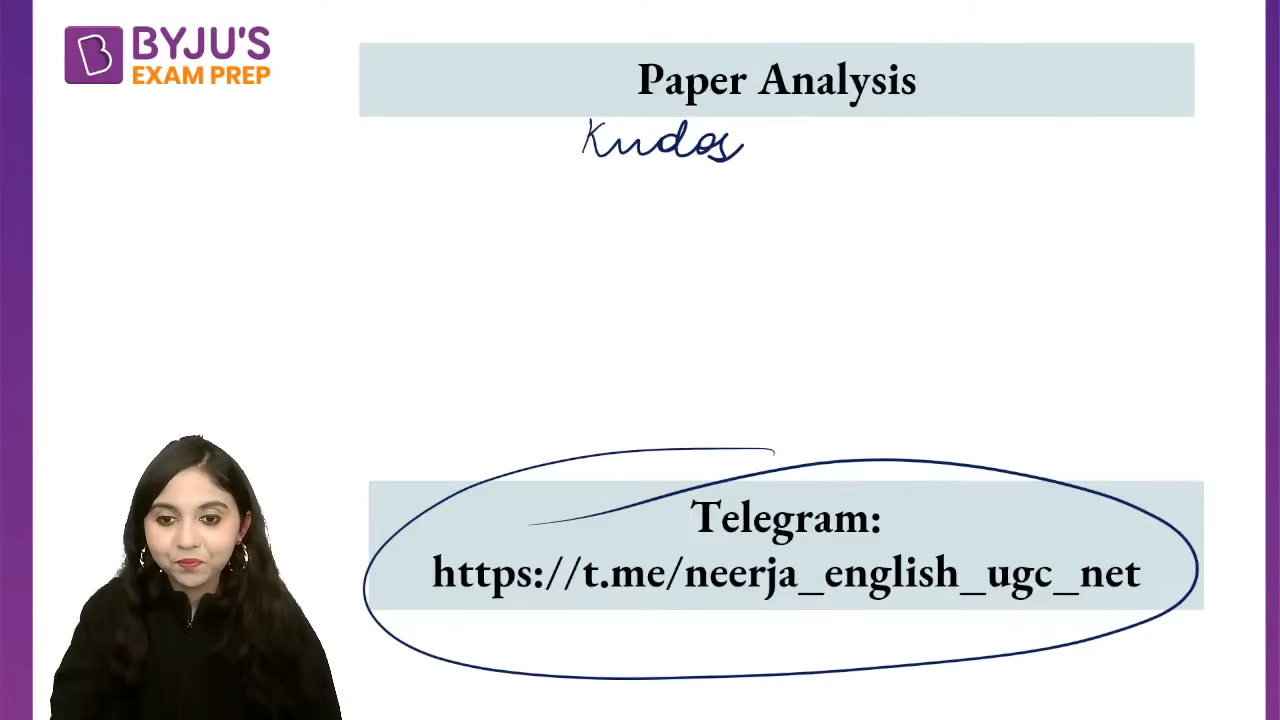 BYJU'S
EXAM PREP
Paper Analysis
Kudos
Telegram:
https://t.me/neerja_english_ugc_net